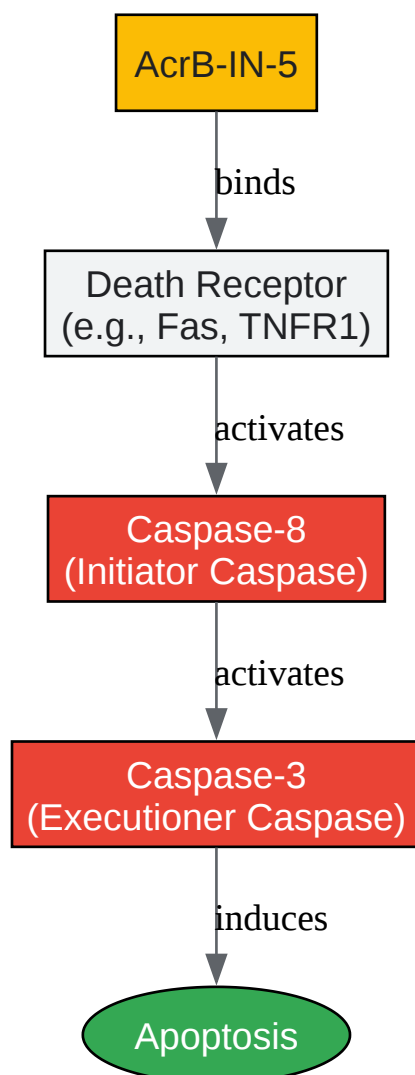 AcrB-IN-5
binds
Death Receptor
(e.g., Fas, TNFR1)
activates
Caspase-8
(Initiator Caspase)
activates
Caspase-3
(Executioner Caspase)
induces
Apoptosis